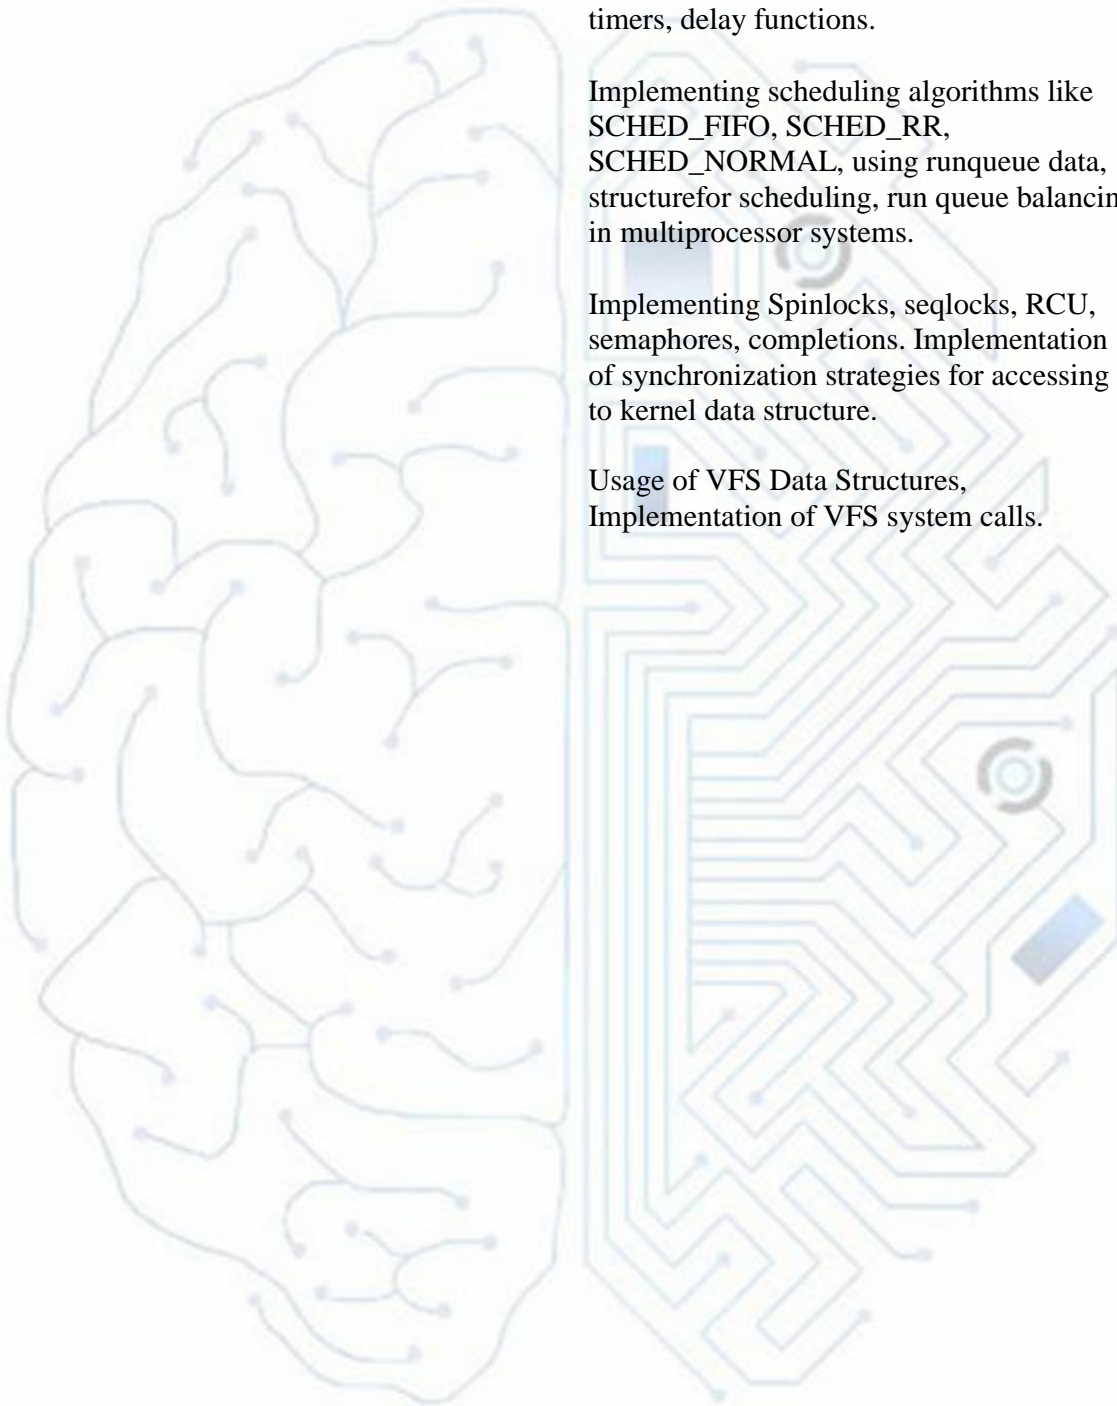 timers, delay functions.
Implementing scheduling algorithms like
SCHED_FIFO, SCHED_RR,
SCHED_NORMAL, using runqueue data,
structurefor scheduling, run queue balancin
in multiprocessor systems.
Implementing Spinlocks, seqlocks, RCU,
semaphores, completions. Implementation
of synchronization strategies for accessing
to kernel data structure.
Usage of VFS Data Structures,
Implementation of VFS system calls.